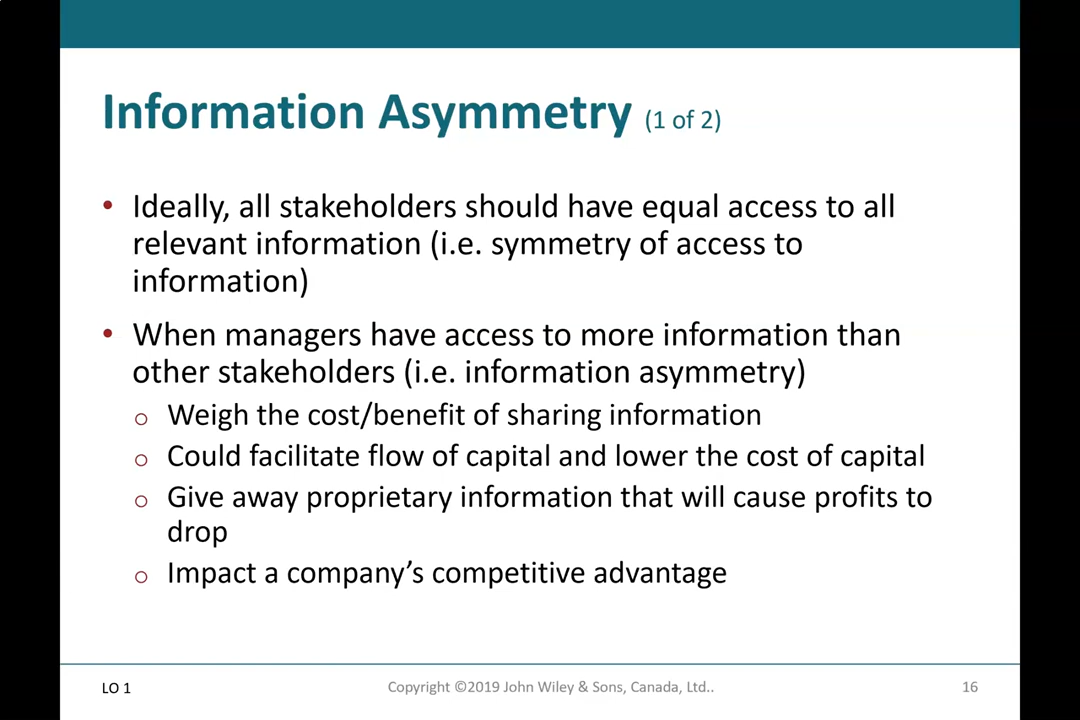 Information Asymmetry (1 of 2)
• Ideally, all stakeholders should have equal access to all
relevant information (i.e. symmetry of access to
information)
• When managers have access to more information than
other stakeholders (i.e. information asymmetry)
o Weigh the cost/benefit of sharing information
o Could facilitate flow of capital and lower the cost of capital
o Give away proprietary information that will cause profits to
drop
o Impact a company’s competitive advantage
LO 1
Copyright ©2019 John Wiley & Sons, Canada, Ltd..
16